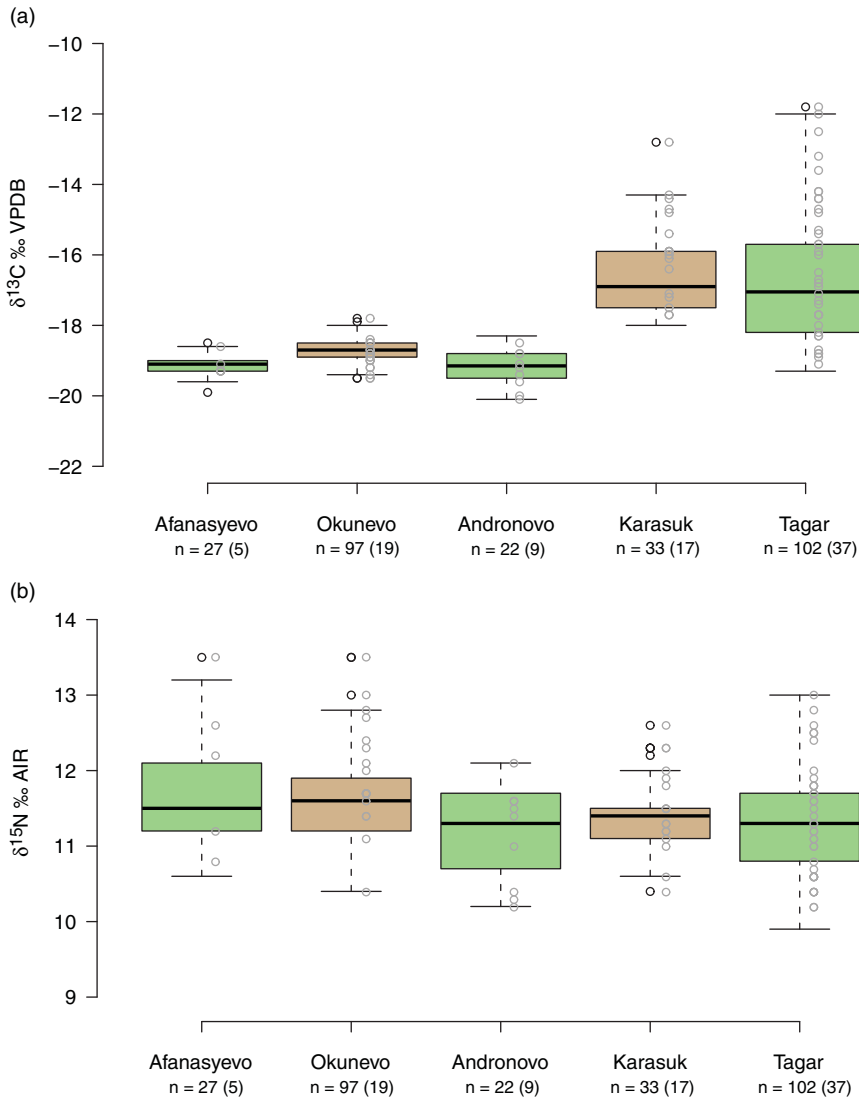 (a)
−10
−12
−14
−16
−18
−20
−22
δ13C ‰ VPDB
Afanasyevo Okunevo Andronovo Karasuk Tagar
n = 27 (5) n = 97 (19) n = 22 (9) n = 33 (17) n = 102 (37)
(b)
14
13
12
11
10
9
δ15N ‰ AIR
Afanasyevo Okunevo Andronovo Karasuk Tagar
n = 27 (5) n = 97 (19) n = 22 (9) n = 33 (17) n = 102 (37)